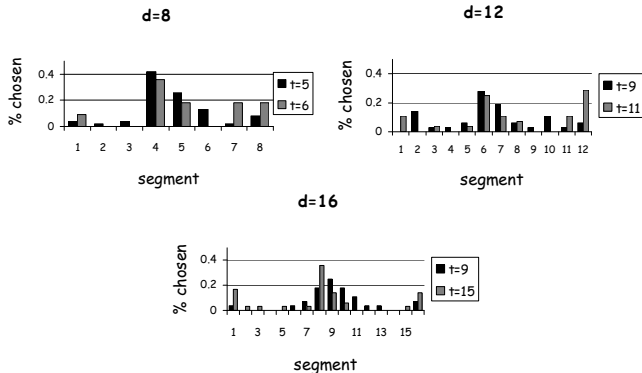 d=8
% chosen
0.4
0.2
0
1 2 3 4 5 6 7 8
segment
t=5
t=6
d=12
% chosen
0.4
0.2
0
1 2 3 4 5 6 7 8 9 10 11 12
segment
t=9
t=11
d=16
% chosen
0.4
0.2
0
1 3 5 7 9 11 13 15
segment
t=9
t=15